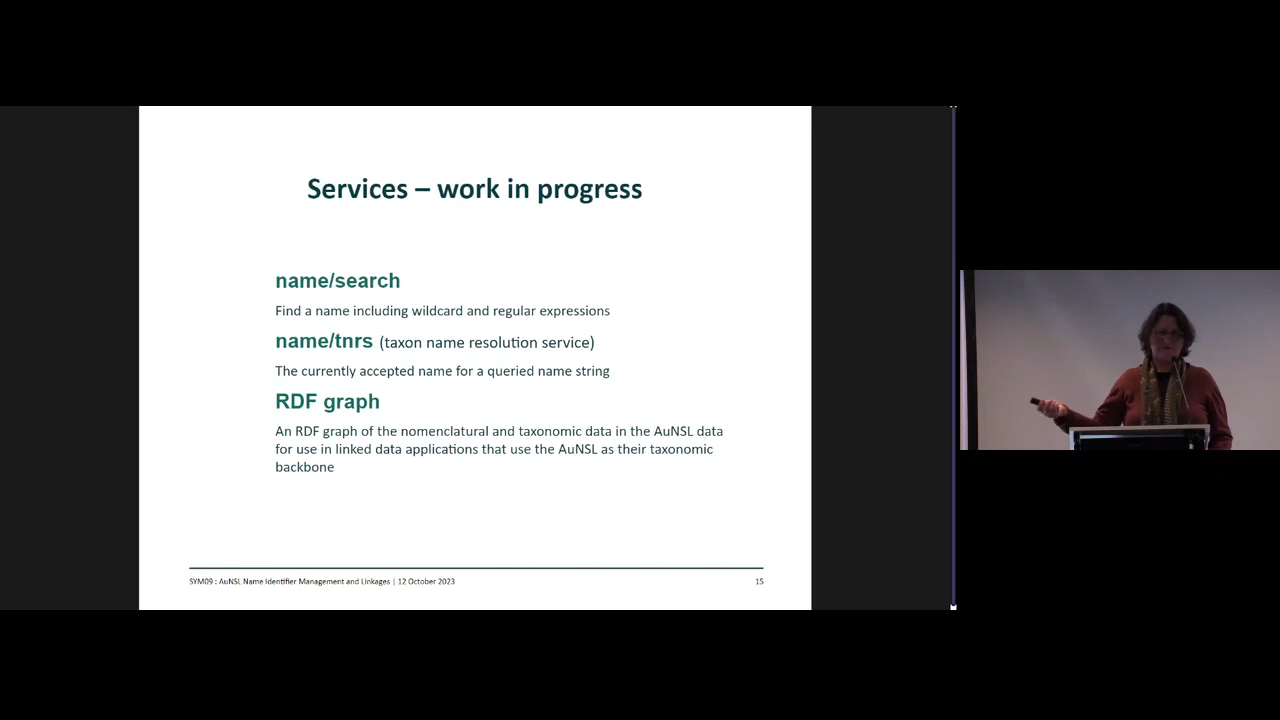 Services – work in progress
name/search
Find a name including wildcard and regular expressions
name/tnrs (taxon name resolution service)
The currently accepted name for a queried name string
RDF graph
An RDF graph of the nomenclatural and taxonomic data in the AuNSL data
for use in linked data applications that use the AuNSL as their taxonomic
backbone
SYM09 : AuNSL Name Identifier Management and Linkages | 12 October 2023
15